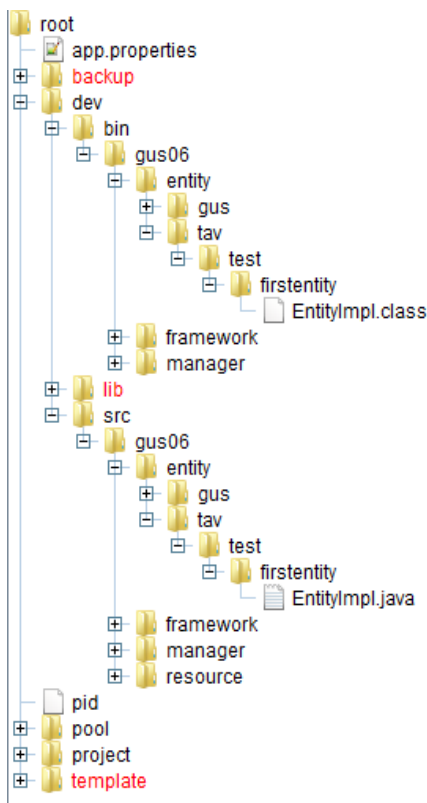 root
app.properties
backup
dev
bin
gus06
entity
gus
tav
test
firstentity
EntityImpl.class
framework
manager
lib
src
gus06
entity
gus
tav
test
firstentity
EntityImpl.java
framework
manager
resource
pid
pool
project
template